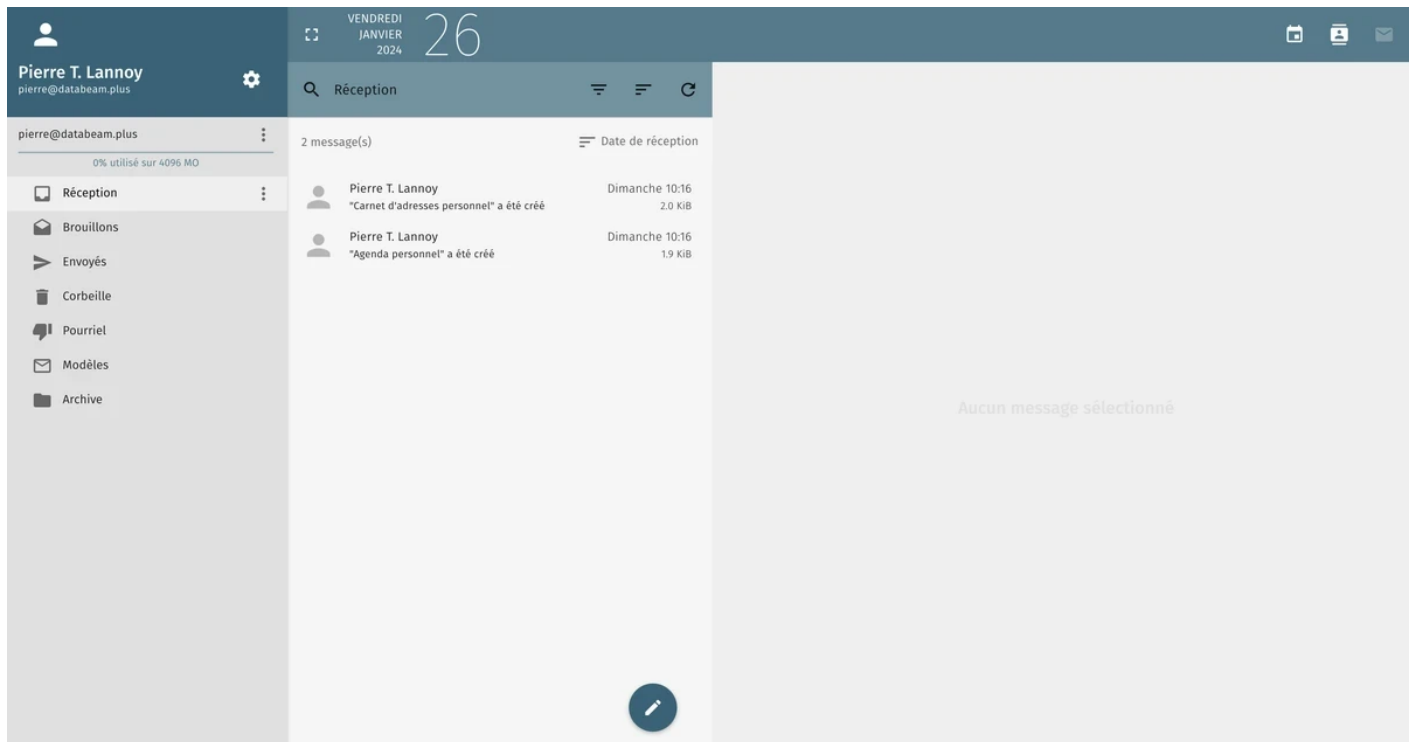 Pierre T. Lannoy
pierre@databeam.plus
pierre@databeam.plus
0% utilisé sur 4096 MO
Réception
Brouillons
Envoyés
Corbeille
Pourriel
Modèles
Archive
VENDREDI
JANVIER
2024
26
Réception
2 message(s)
Date de réception
Pierre T. Lannoy
Dimanche 10:16
"Carnet d'adresses personnel" a été créé
2.0 KiB
Pierre T. Lannoy
Dimanche 10:16
"Agenda personnel" a été créé
1.9 KiB
Aucun message sélectionné